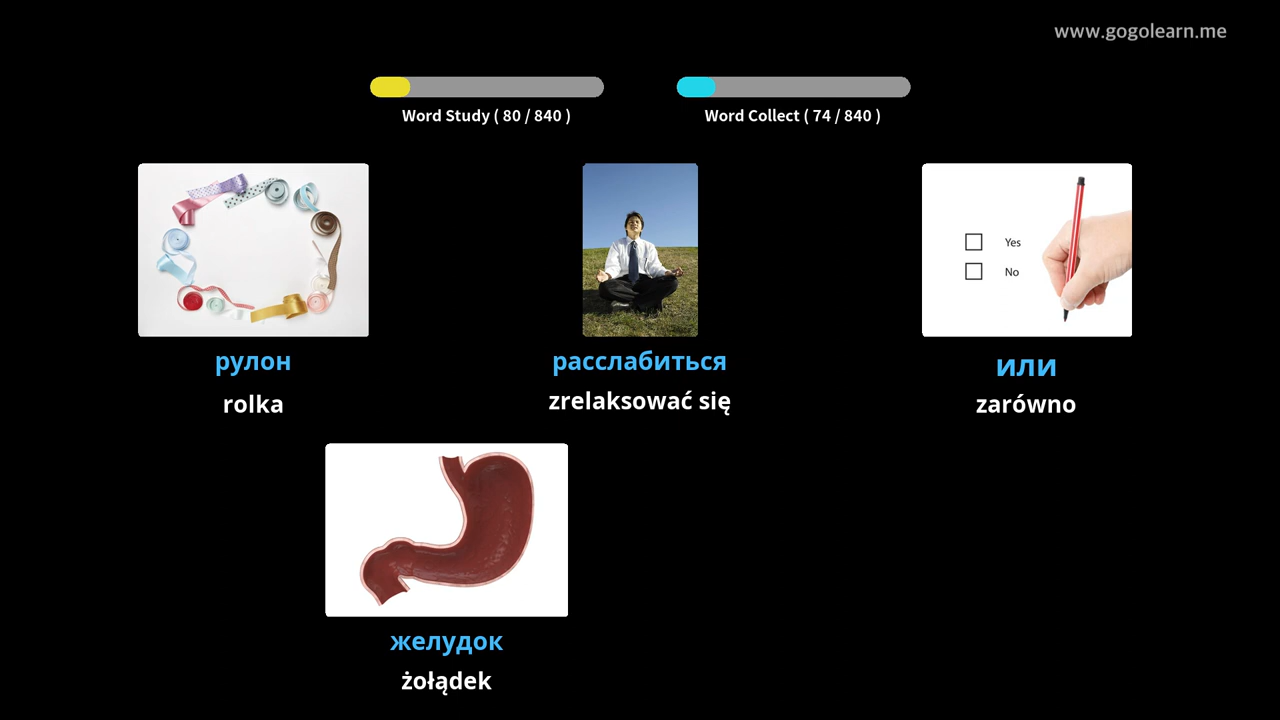 www.gogolearn.me
Word Study ( 80 / 840 )
Word Collect ( 74 / 840 )
Yes
No
рулон
rolka
расслабиться
zrelaksować się
или
zarówno
желудок
żołądek